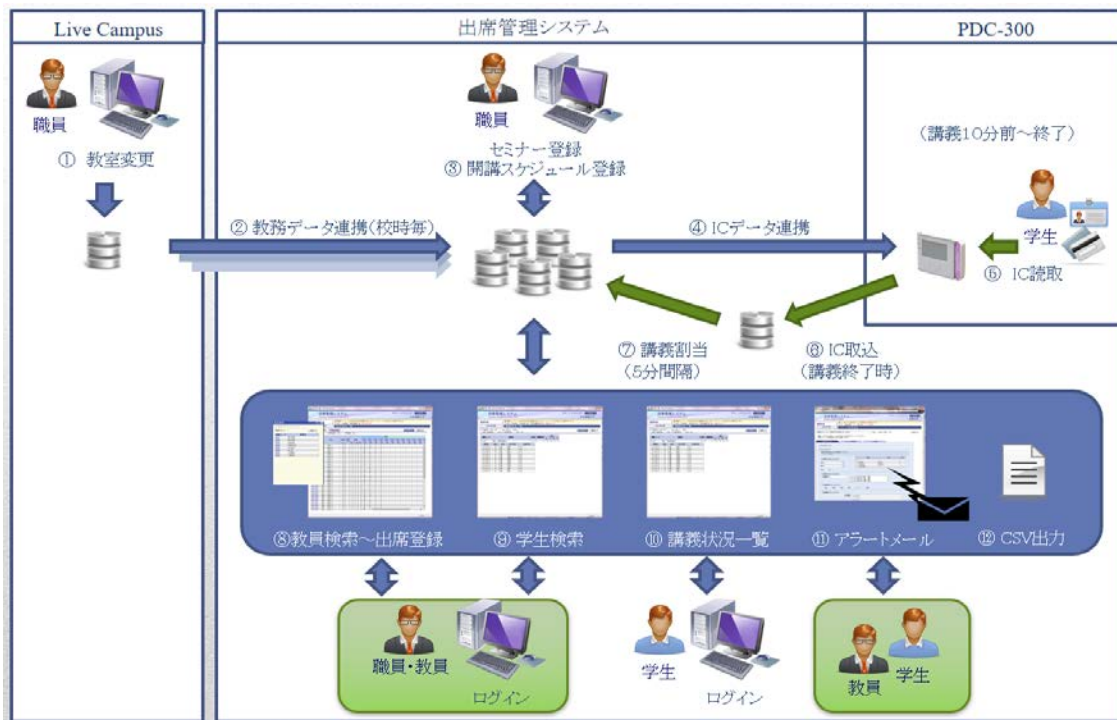 Live Campus
出席管理システム
PDC-300
職員
① 教室変更
職員
セミナー登録
③ 開講スケジュール登録
(講義10分前～終了)
学生
⑤ IC読取
② 教務データ連携(校時毎)
④ ICデータ連携
⑦ 講義割当
(5分間隔)
⑥ IC取込
(講義終了時)
⑧教員検索～出席登録
⑨ 学生検索
⑩ 講義状況一覧
⑪ アラートメール
⑫ CSV出力
職員・教員
ログイン
学生
ログイン
教員
学生